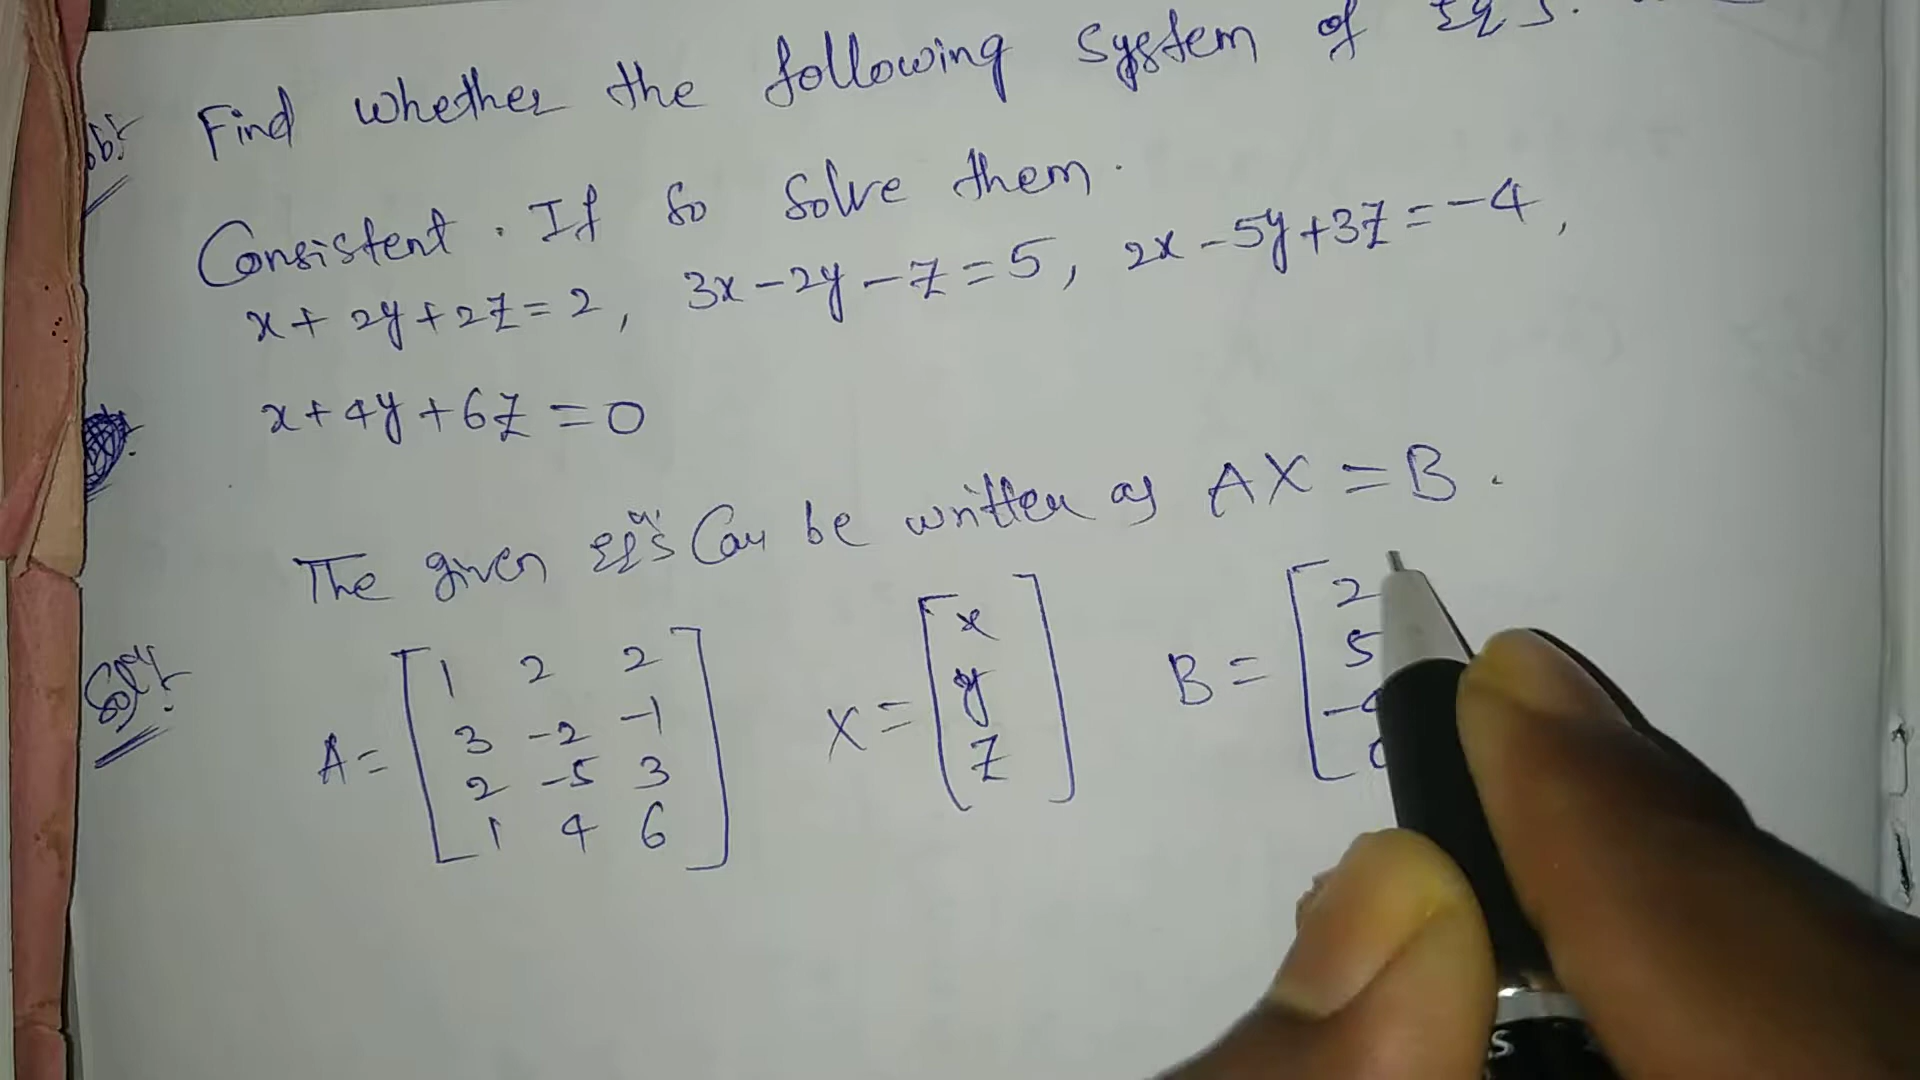 Find whether the following system of Eq's.
Consistent. If so solve them.
x + 2y + 2z = 2, 3x - 2y - z = 5, 2x - 5y + 3z = -4,
x + 4y + 6z = 0
Sol:
The given Eqn's Can be written as AX = B.
A = [ 1 2 2
3 -2 -1
2 -5 3
1 4 6 ]
X = [ x
y
z ]
B = [ 2
5
S